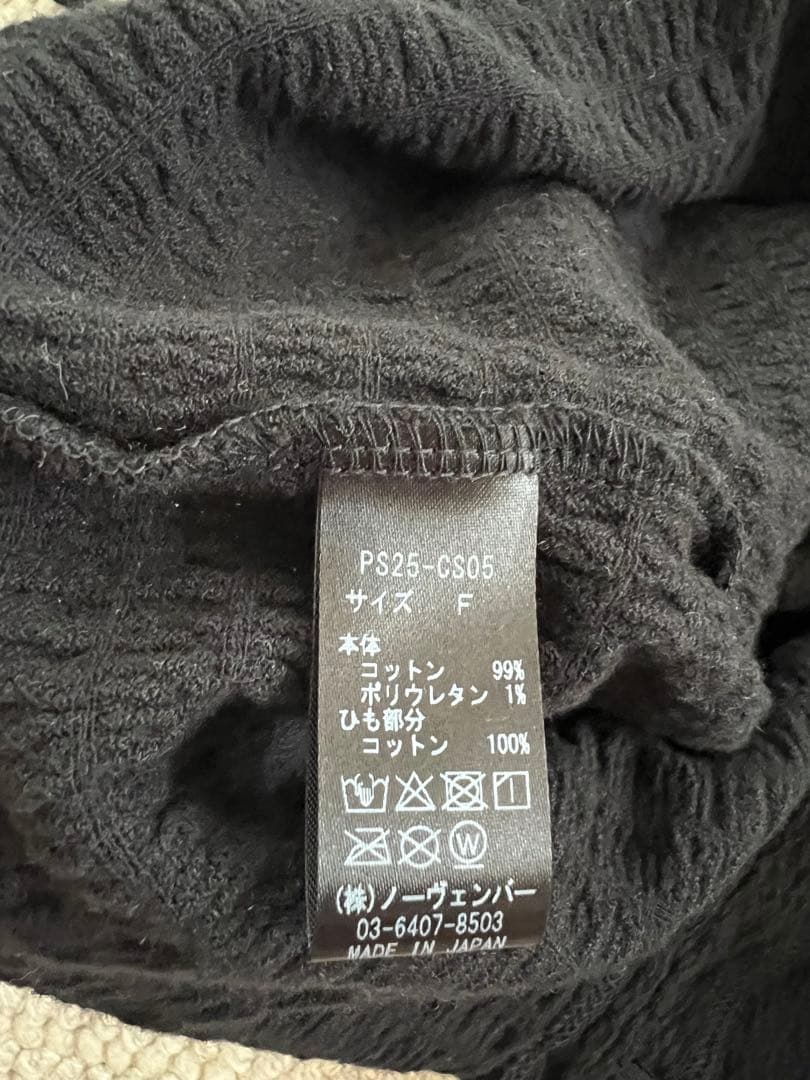 PS25-CS05
サイズ F
本体
コットン 99%
ポリウレタン 1%
ひも部分
コットン 100%
W
(株)ノーヴェンバー
03-6407-8503
MADE IN JAPAN